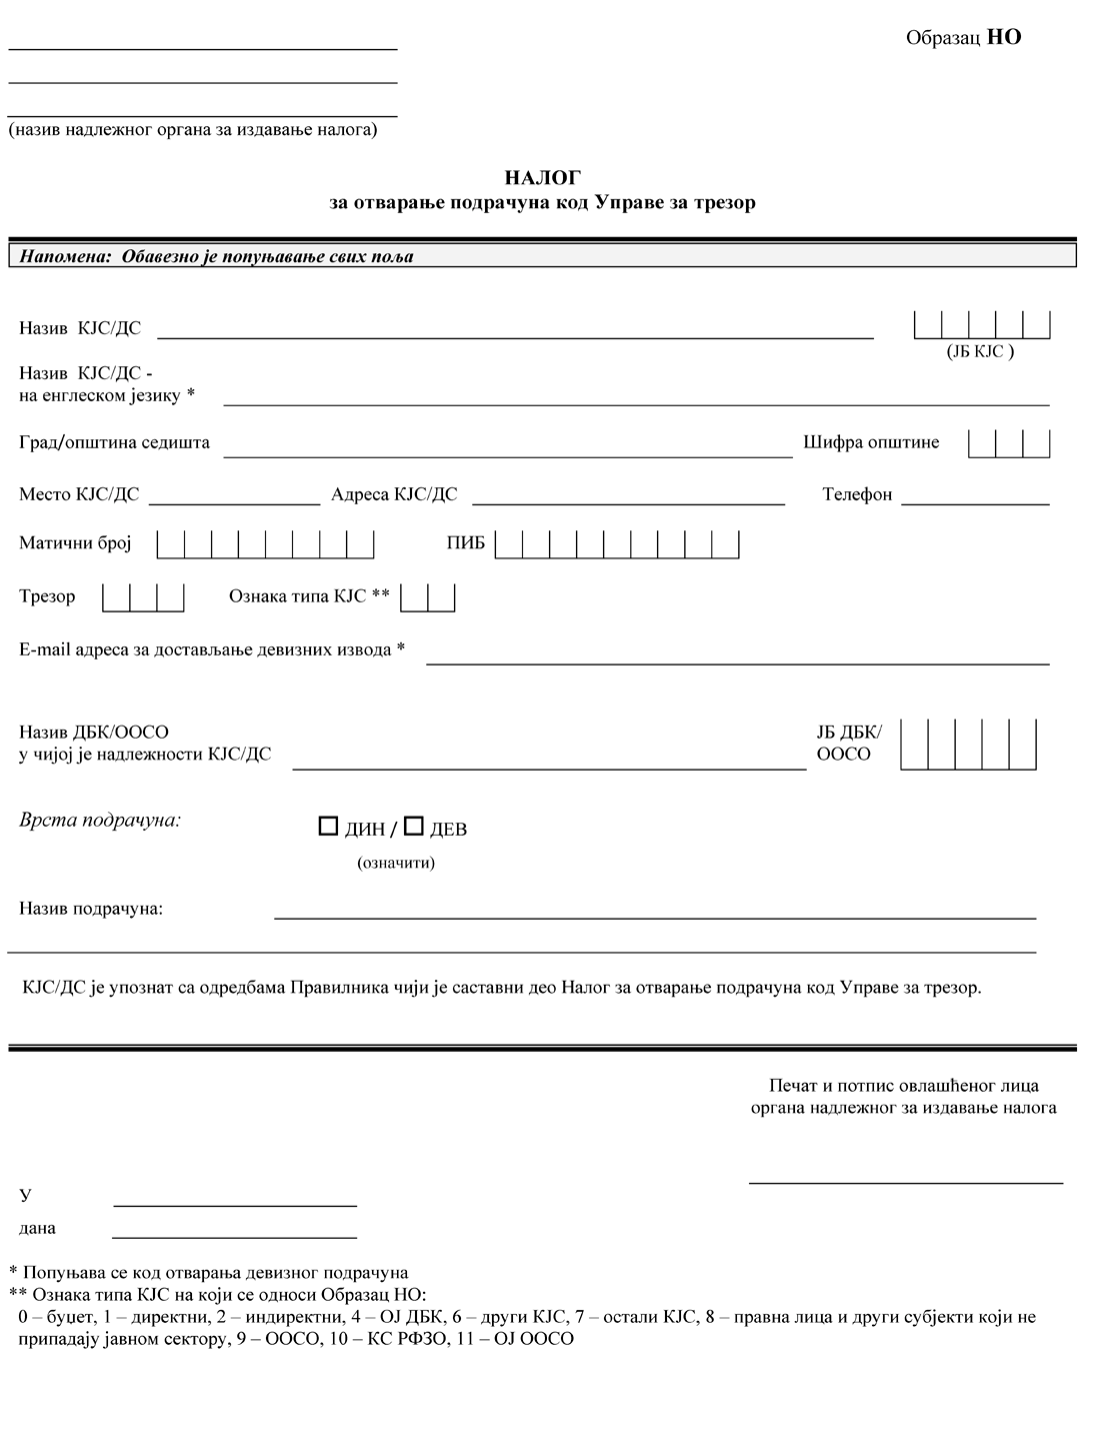 Образац НО
(назив надлежног органа за издавање налога)
НАЛОГ
за отварање подрачуна код Управе за трезор
Напомена: Обавезно је попуњавање свих поља
Назив КЈС/ДС
(ЈБ КЈС )
Назив КЈС/ДС -
на енглеском језику *
Град/општина седишта Шифра општине
Место КЈС/ДС Адреса КЈС/ДС Телефон
Матични број ПИБ
Трезор Ознака типа КЈС **
E-mail адреса за достављање девизних извода *
Назив ДБК/ООСО ЈБ ДБК/
у чијој је надлежности КЈС/ДС ООСО
Врста подрачуна: ДИН / ДЕВ
(означити)
Назив подрачуна:
КЈС/ДС је упознат са одредбама Правилника чији је саставни део Налог за отварање подрачуна код Управе за трезор.
Печат и потпис овлашћеног лица
органа надлежног за издавање налога
У
дана
* Попуњава се код отварања девизног подрачуна
** Ознака типа КЈС на који се односи Образац НО:
0 – буџет, 1 – директни, 2 – индиректни, 4 – ОЈ ДБК, 6 – други КЈС, 7 – остали КЈС, 8 – правна лица и други субјекти који не
припадају јавном сектору, 9 – ООСО, 10 – КС РФЗО, 11 – ОЈ ООСО